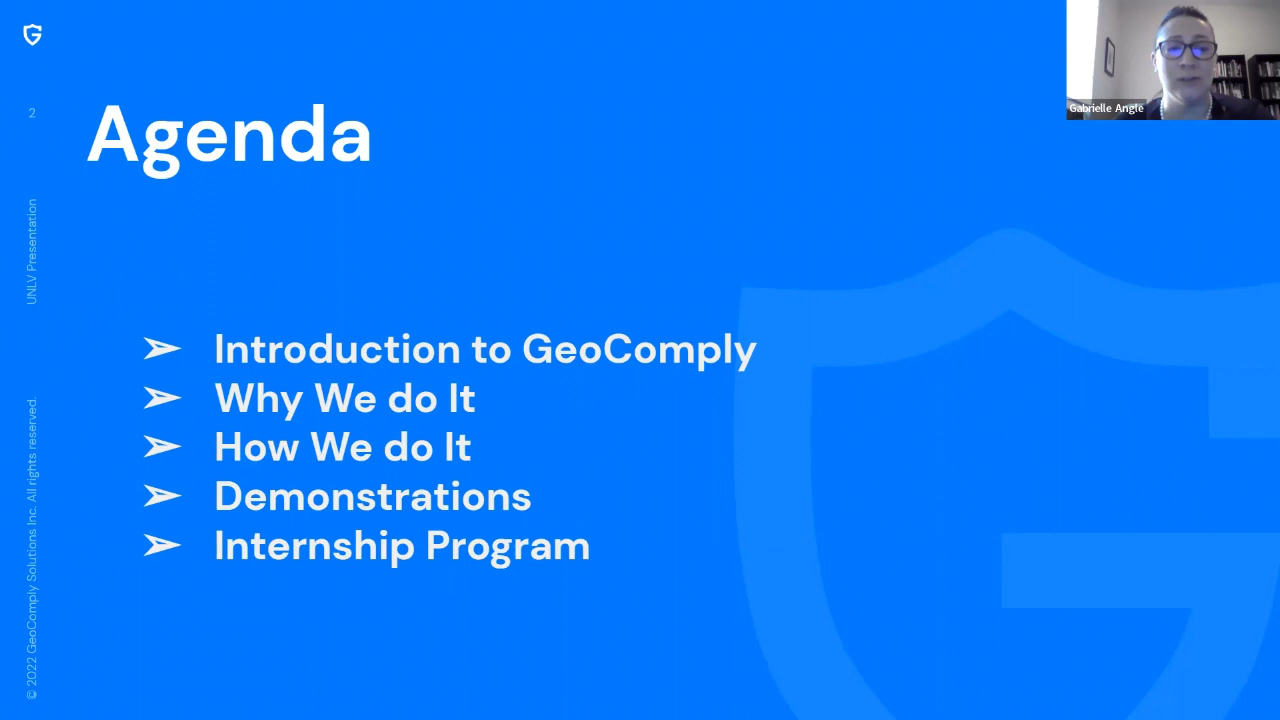 2
Agenda
Gabrielle Angle
UNLV Presentation
Introduction to GeoComply
Why We do It
How We do It
Demonstrations
Internship Program
© 2022 GeoComply Solutions Inc. All rights reserved.